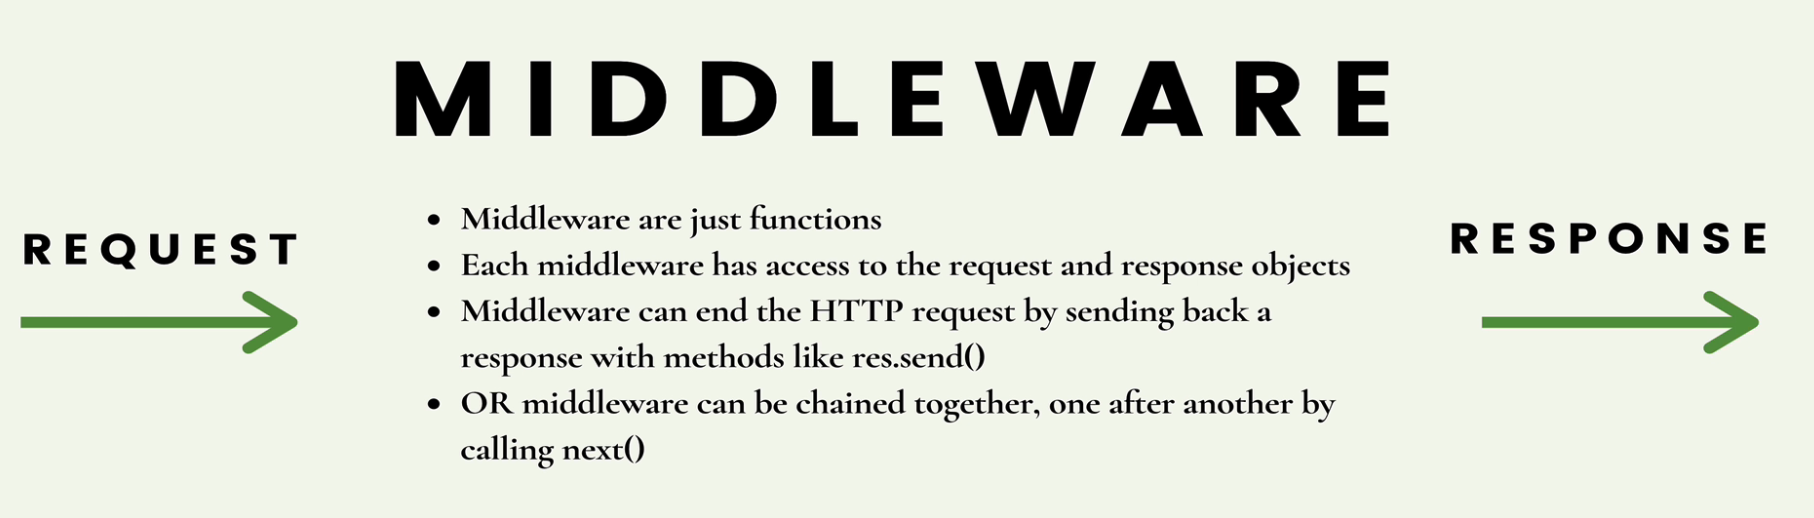 MIDDLEWARE
REQUEST
• Middleware are just functions
• Each middleware has access to the request and response objects
• Middleware can end the HTTP request by sending back a
response with methods like res.send()
• OR middleware can be chained together, one after another by
calling next()
RESPONSE